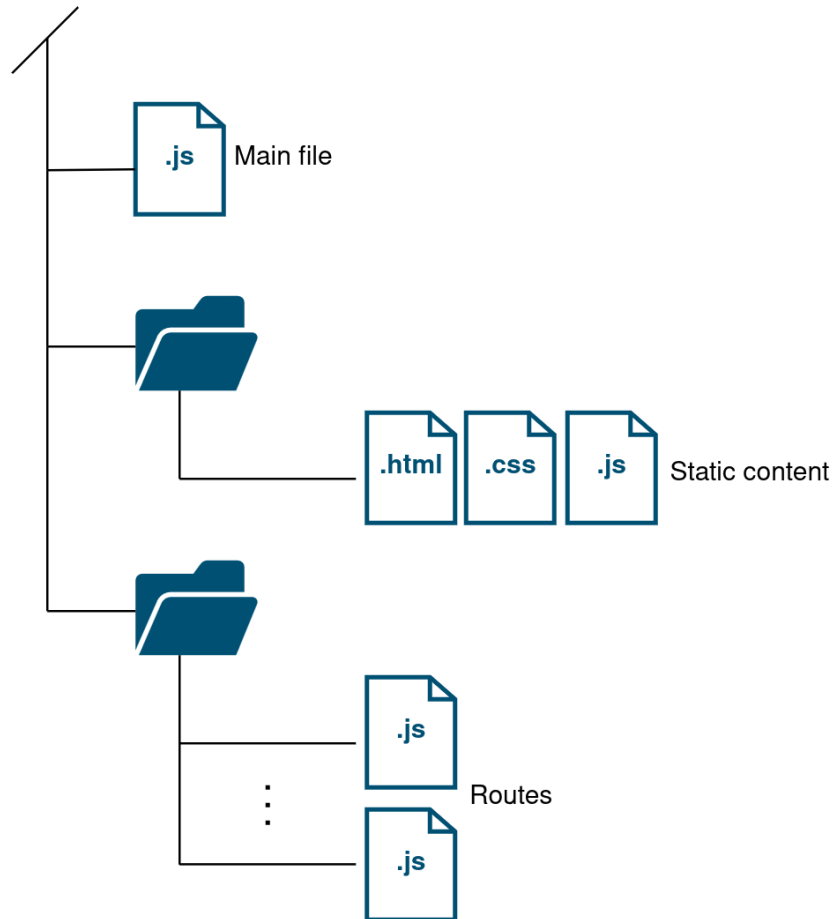 .js
Main file
.html
.css
.js
Static content
.js
Routes
.js